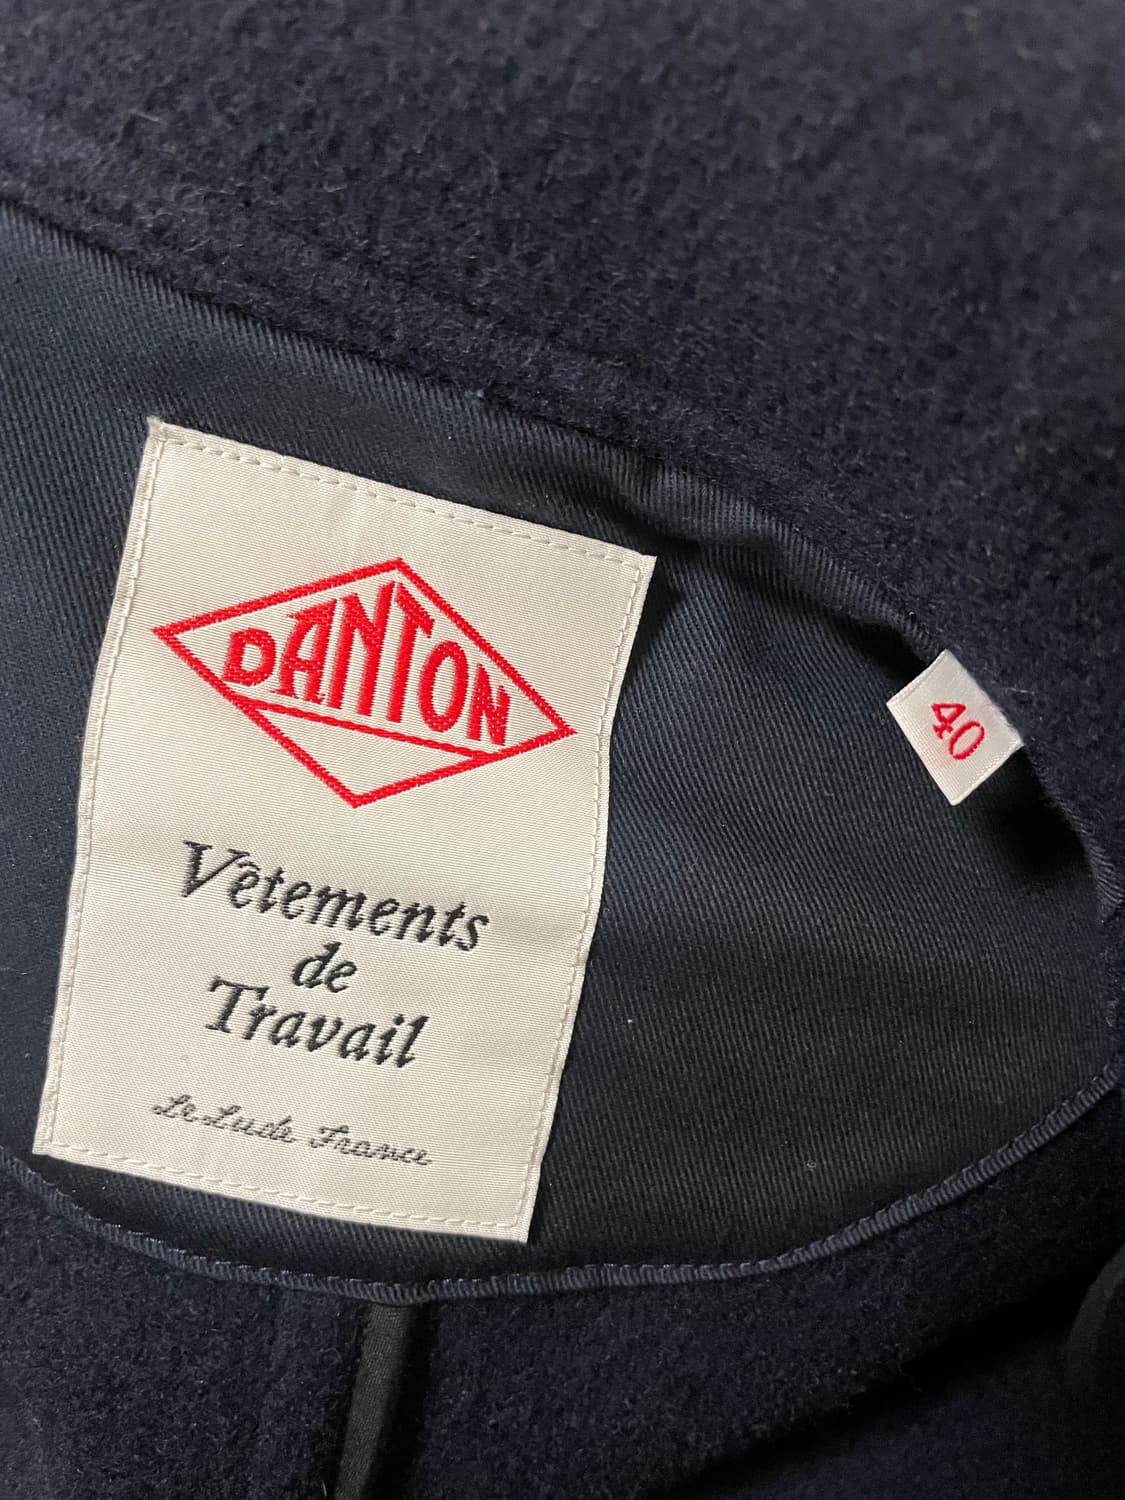 DANTON
Vêtements
de
Travail
Le Lude France
40